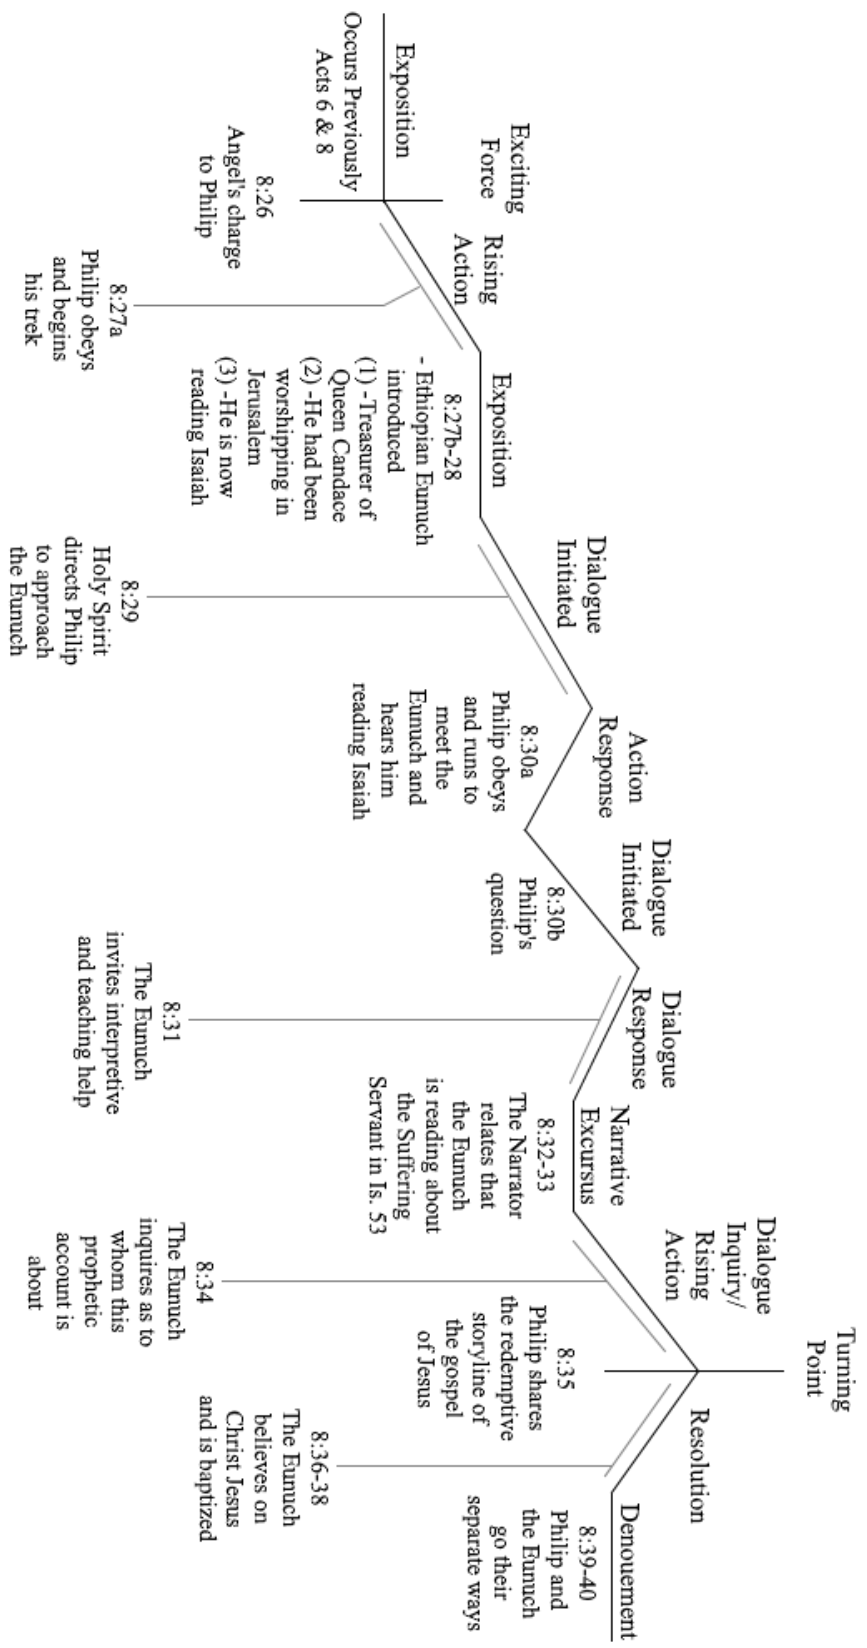 Exposition
Occurs Previously
Acts 6 & 8
Exciting
Force
8:26
Angel's charge
to Philip
Rising
Action
8:27a
Philip obeys
and begins
his trek
Exposition
8:27b-28
- Ethiopian Eunuch
introduced
(1) -Treasurer of
Queen Candace
(2) -He had been
worshipping in
Jerusalem
(3) -He is now
reading Isaiah
Dialogue
Initiated
8:29
Holy Spirit
directs Philip
to approach
the Eunuch
Action
Response
8:30a
Philip obeys
and runs to
meet the
Eunuch and
hears him
reading Isaiah
Dialogue
Initiated
8:30b
Philip's
question
Dialogue
Response
8:31
The Eunuch
invites interpretive
and teaching help
Narrative
Excursus
8:32-33
The Narrator
relates that
the Eunuch
is reading about
the Suffering
Servant in Is. 53
Dialogue
Inquiry/
Rising
Action
8:34
The Eunuch
inquires as to
whom this
prophetic
account is
about
Turning
Point
8:35
Philip shares
the redemptive
storyline of
the gospel
of Jesus
Resolution
8:36-38
The Eunuch
believes on
Christ Jesus
and is baptized
Denouement
8:39-40
Philip and
the Eunuch
go their
separate ways